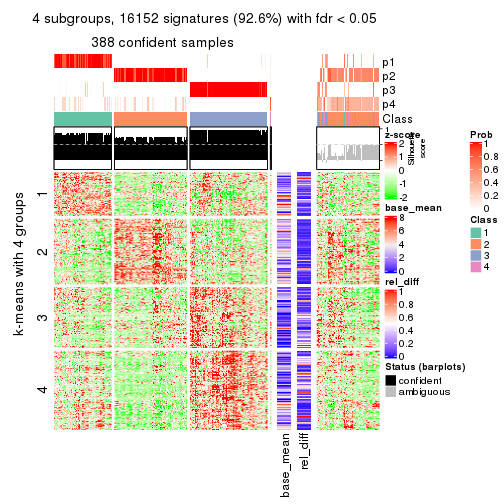 4 subgroups, 16152 signatures (92.6%) with fdr < 0.05
388 confident samples
p1
p2
p3
p4
Class
1
Silhouette
score
k-means with 4 groups
1
2
3
4
base_mean
rel_diff
z-score
2
1
0
-1
-2
base_mean
8
6
4
2
0
rel_diff
1
0.8
0.6
0.4
0.2
0
Status (barplots)
confident
ambiguous
Prob
1
0.8
0.6
0.4
0.2
0
Class
1
2
3
4